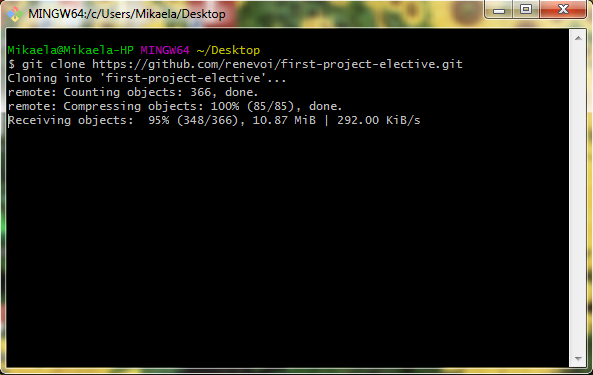 MINGW64:/c/Users/Mikaela/Desktop
Mikaela@Mikaela-HP MINGW64 ~/Desktop
$ git clone https://github.com/renevoi/first-project-elective.git
Cloning into 'first-project-elective'...
remote: Counting objects: 366, done.
remote: Compressing objects: 100% (85/85), done.
Receiving objects:  95% (348/366), 10.87 MiB | 292.00 KiB/s